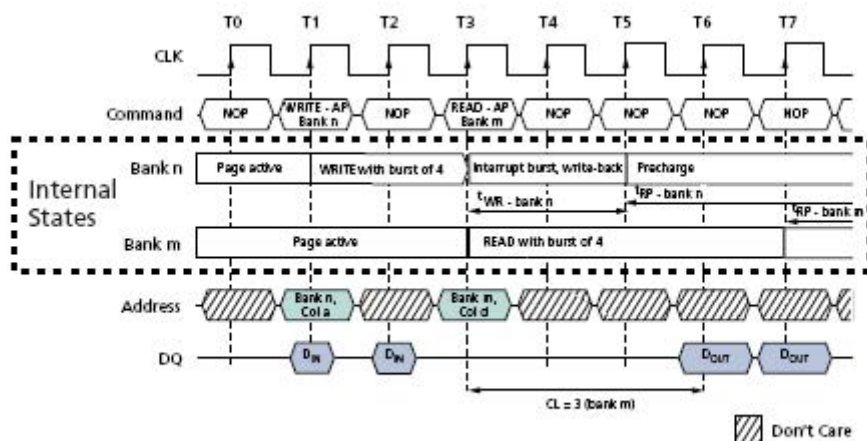 T0 T1 T2 T3 T4 T5 T6 T7
CLK
Command NOP WRITE - AP Bank n NOP READ - AP Bank m NOP NOP NOP NOP
Internal States
Bank n Page active WRITE with burst of 4 Interrupt burst, write-back Precharge
tWR - bank n tRP - bank n
tRP - bank m
Bank m Page active READ with burst of 4
Address Bank n, Col a Bank m, Col d
DQ DIN DIN DOUT DOUT
CL = 3 (bank m)
Don't Care